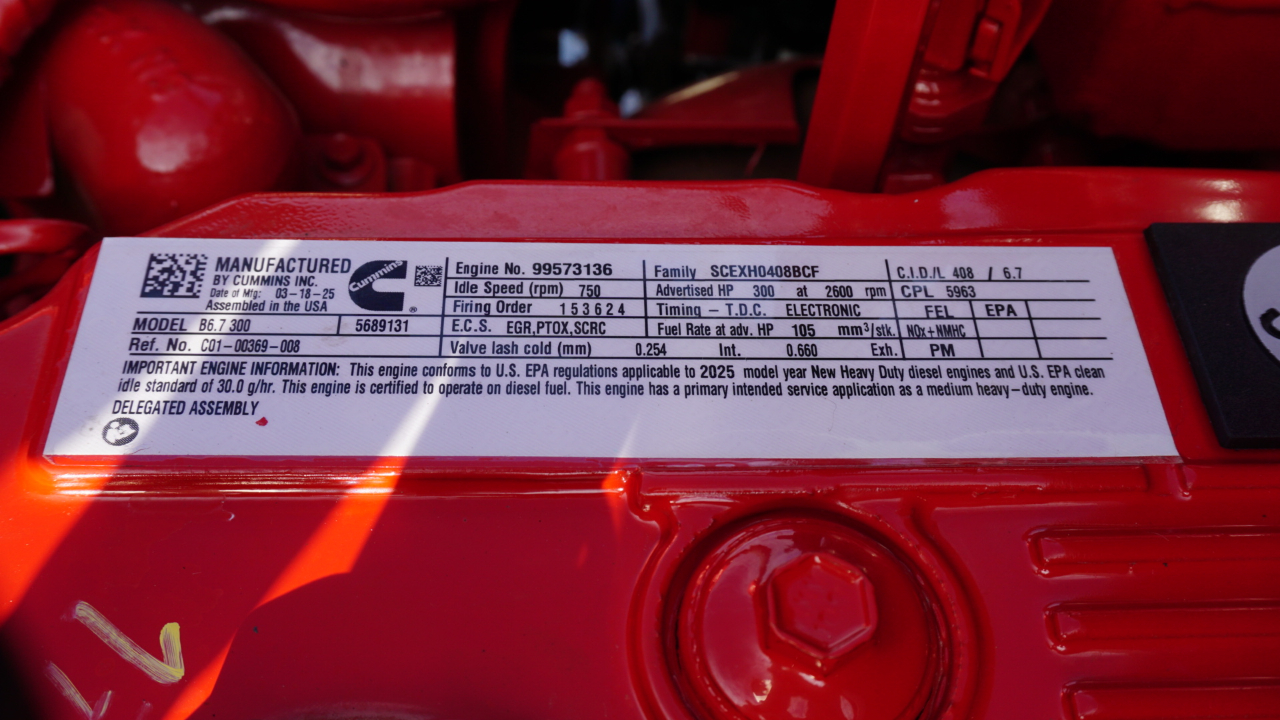 MANUFACTURED
BY CUMMINS INC.
Date of Mfg: 03-18-25
Assembled in the USA
Cummins
MODEL B6.7 300 5689131
Ref. No. C01-00369-008
Engine No. 99573136
Idle Speed (rpm) 750
Firing Order 1 5 3 6 2 4
E.C.S. EGR,PTOX,SCRC
Valve lash cold (mm) 0.254 Int. 0.660 Exh.
Family SCEXH0408BCF
Advertised HP 300 at 2600 rpm
Timing - T.D.C. ELECTRONIC
Fuel Rate at adv. HP 105 mm³/stk.
C.I.D./L 408 / 6.7
CPL 5963
FEL EPA
NOx+NMHC
PM
IMPORTANT ENGINE INFORMATION: This engine conforms to U.S. EPA regulations applicable to 2025 model year New Heavy Duty diesel engines and U.S. EPA clean
idle standard of 30.0 g/hr. This engine is certified to operate on diesel fuel. This engine has a primary intended service application as a medium heavy-duty engine.
DELEGATED ASSEMBLY